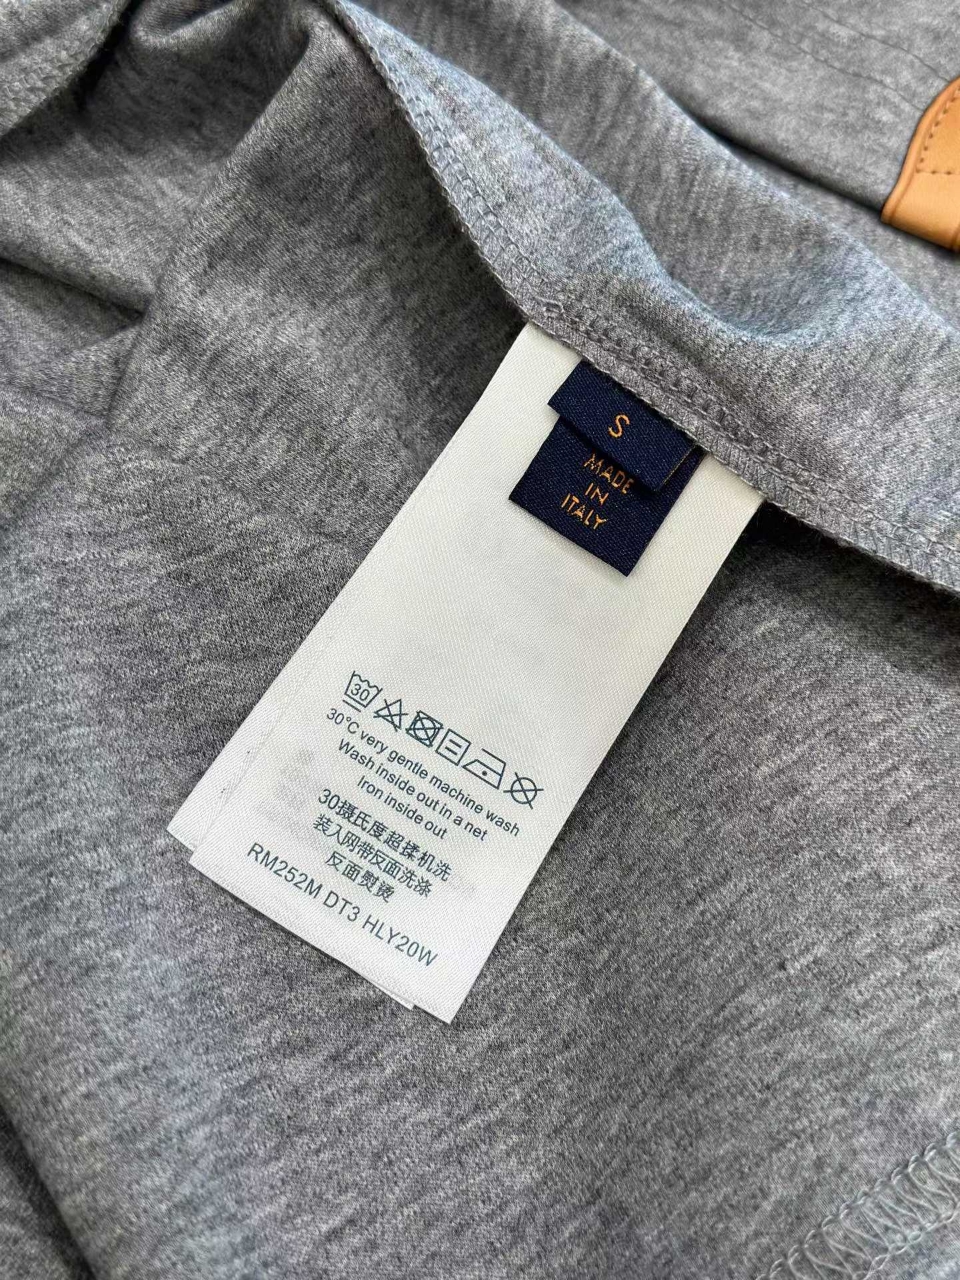 S
MADE
IN
ITALY
30
30°C very gentle machine wash
Wash inside out in a net
Iron inside out
30摄氏度超揉机洗
装入网带反面洗涤
反面熨烫
RM252M DT3 HLY20W